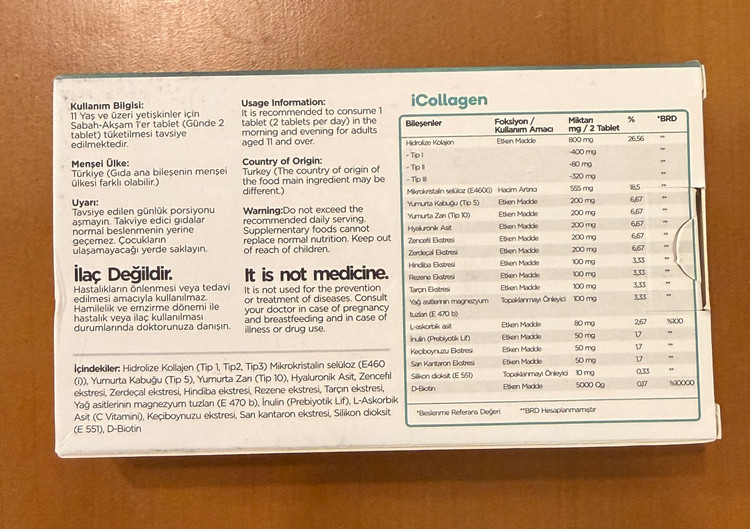 Kullanım Bilgisi:
11 Yaş ve üzeri yetişkinler için
Sabah-Akşam 1'er tablet (Günde 2
tablet) tüketilmesi tavsiye
edilmektedir.
Menşei Ülke:
Türkiye (Gıda ana bileşenin menşei
ülkesi farklı olabilir.)
Uyarı:
Tavsiye edilen günlük porsiyonu
aşmayın. Takviye edici gıdalar
normal beslenmenin yerine
geçemez. Çocukların
ulaşamayacağı yerde saklayın.
İlaç Değildir.
Hastalıkların önlenmesi veya tedavi
edilmesi amacıyla kullanılmaz.
Hamilelik ve emzirme dönemi ile
hastalık veya ilaç kullanılması
durumlarında doktorunuza danışın.
Usage Information:
It is recommended to consume 1
tablet (2 tablets per day) in the
morning and evening for adults
aged 11 and over.
Country of Origin:
Turkey (The country of origin of
the food main ingredient may be
different.)
Warning:Do not exceed the
recommended daily serving.
Supplementary foods cannot
replace normal nutrition. Keep out
of reach of children.
It is not medicine.
It is not used for the prevention
or treatment of diseases. Consult
your doctor in case of pregnancy
and breastfeeding and in case of
illness or drug use.
İçindekiler: Hidrolize Kollajen (Tip 1, Tip2, Tip3) Mikrokristalin selüloz (E460
(i)), Yumurta Kabuğu (Tip 5), Yumurta Zarı (Tip 10), Hyaluronik Asit, Zencefil
ekstresi, Zerdeçal ekstresi, Hindiba ekstresi, Rezene ekstresi, Tarçın ekstresi,
Yağ asitlerinin magnezyum tuzları (E 470 b), İnulin (Prebiyotik Lif), L-Askorbik
Asit (C Vitamini), Keçiboynuzu ekstresi, San kantaron ekstresi, Silikon dioksit
(E 551), D-Biotin
iCollagen
Bileşenler Foksiyon / Kullanım Amacı Miktarı mg / 2 Tablet % *BRD
Hidrolize Kolajen Etken Madde 800 mg 26,56 **
- Tip I -400 mg **
- Tip II -80 mg **
- Tip III -320 mg **
Mikrokristalin selüloz (E460(i) Hacim Artırıcı 555 mg 18,5 **
Yumurta Kabuğu (Tip 5) Etken Madde 200 mg 6,67 **
Yumurta Zarı (Tip 10) Etken Madde 200 mg 6,67 **
Hyaluronik Asit Etken Madde 200 mg 6,67 **
Zencefil Ekstresi Etken Madde 200 mg 6,67 **
Zerdeçal Ekstresi Etken Madde 200 mg 6,67 **
Hindiba Ekstresi Etken Madde 100 mg 3,33 **
Rezene Ekstresi Etken Madde 100 mg 3,33 **
Tarçın Ekstresi Etken Madde 100 mg 3,33 **
Yağ asitlerinin magnezyum Topaklanmayı Önleyici 100 mg 3,33 **
tuzları (E 470 b)
L-askorbik asit Etken Madde 80 mg 2,67 %100
İnulin (Prebiyotik Lif) Etken Madde 50 mg 1,7 **
Keçiboynuzu Ekstresi Etken Madde 50 mg 1,7 **
San Kantaron Ekstresi Etken Madde 50 mg 1,7 **
Silikon dioksit (E 551) Topaklanmayı Önleyici 10 mg 0,33 **
D-Biotin Etken Madde 5000 Qg 0,17 %10000
*Beslenme Referans Değeri **BRD Hesaplanmamıştır